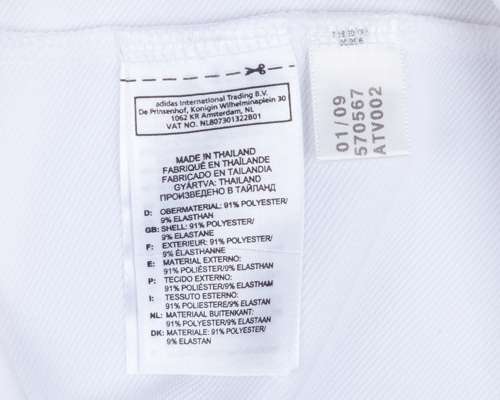 adidas International Trading B.V.
De Prinsenhof, Konigin Wilhelminaplein 30
1062 KR Amsterdam, NL
VAT NO. NL807301322B01
MADE IN THAILAND
FABRIQUÉ EN THAÏLANDE
FABRICADO EN TAILANDIA
GYÁRTVA: THAILAND
ПРОИЗВЕДЕНО В ТАЙЛАНД
D: OBERMATERIAL: 91% POLYESTER/
9% ELASTHAN
GB: SHELL: 91% POLYESTER/
9% ELASTANE
F: EXTERIEUR: 91% POLYESTER/
9% ÉLASTHANNE
E: MATERIAL EXTERNO:
91% POLIÉSTER/9% ELASTHAN
P: TECIDO EXTERNO:
91% POLIÉSTER/9% ELASTHAM
I: TESSUTO ESTERNO:
91% POLIESTERE/9% ELASTAN
NL: MATERIAAL BUITENKANT:
91% POLYESTER/9% ELASTAAN
DK: MATERIALE: 91% POLYESTER/
9% ELASTAN
01/09
570567
ATV002